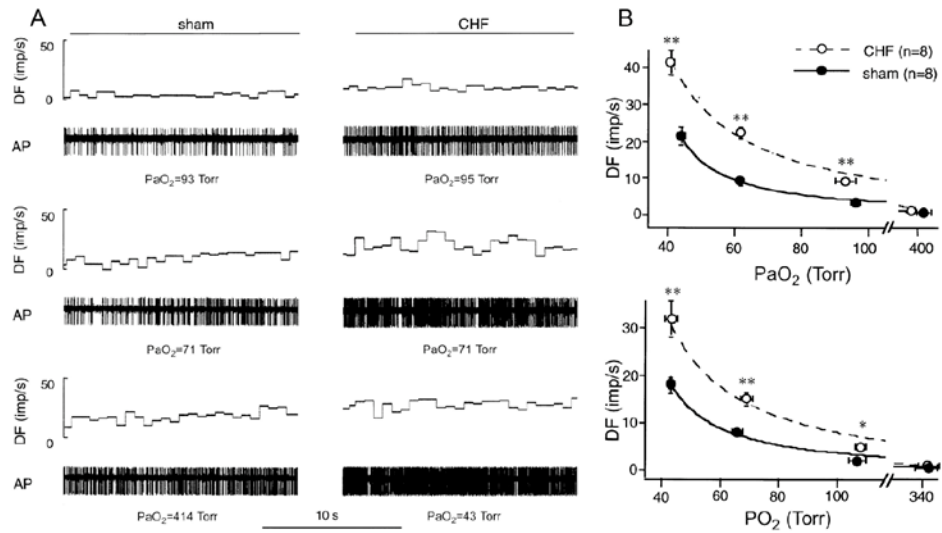 A
sham
CHF
50
DF (imp/s)
0
AP
PaO2=93 Torr
PaO2=95 Torr
50
DF (imp/s)
0
AP
PaO2=71 Torr
PaO2=71 Torr
50
DF (imp/s)
0
AP
PaO2=414 Torr
10 s
PaO2=43 Torr
B
CHF (n=8)
sham (n=8)
**
**
**
DF (imp/s)
40
30
20
10
0
40 60 80 100 400
PaO2 (Torr)
**
**
*
DF (imp/s)
30
20
10
0
40 60 80 100 340
PO2 (Torr)